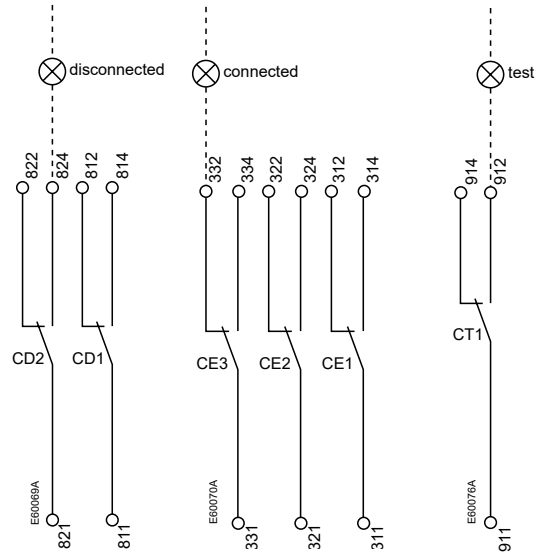 disconnected
connected
test
822
824
812
814
332
334
322
324
312
314
914
912
CD2
CD1
CE3
CE2
CE1
CT1
E60069A
821
811
E60070A
331
321
311
E60076A
911